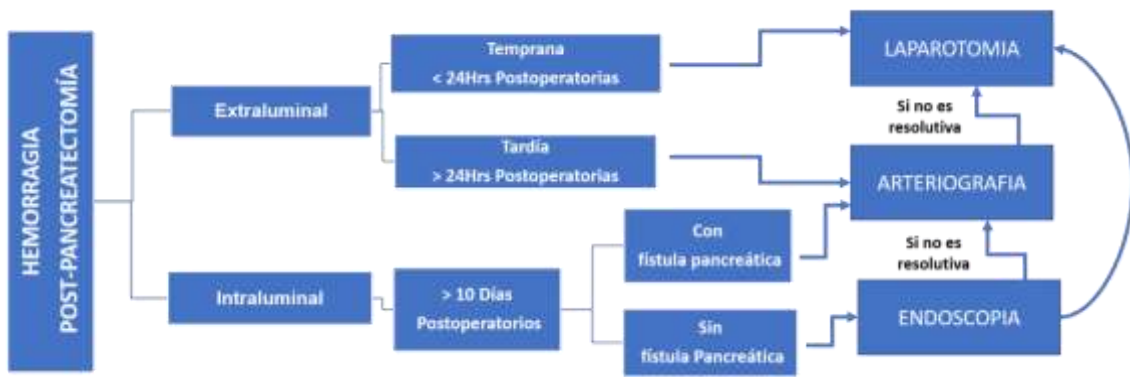 HEMORRAGIA
POST-PANCREATECTOMÍA
Extraluminal
Temprana
< 24Hrs Postoperatorias
Tardía
> 24Hrs Postoperatorias
Intraluminal
> 10 Días
Postoperatorios
Con
fístula pancreática
Sin
fístula Pancreática
LAPAROTOMIA
Si no es
resolutiva
ARTERIOGRAFIA
Si no es
resolutiva
ENDOSCOPIA